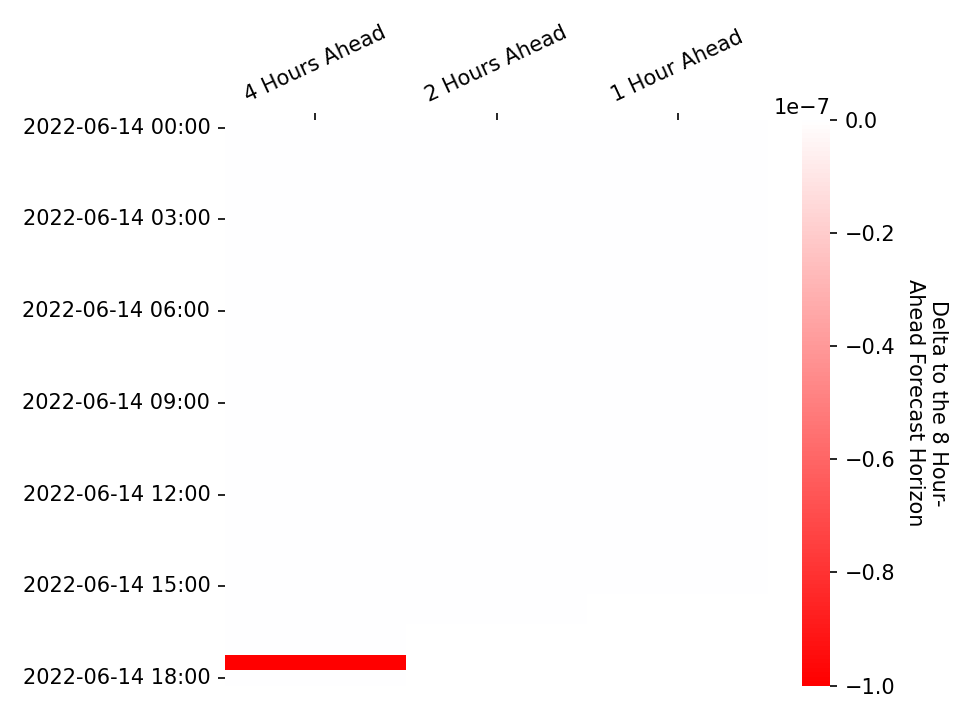 4 Hours Ahead
2 Hours Ahead
1 Hour Ahead
1e−7
2022-06-14 00:00
2022-06-14 03:00
2022-06-14 06:00
2022-06-14 09:00
2022-06-14 12:00
2022-06-14 15:00
2022-06-14 18:00
0.0
−0.2
−0.4
−0.6
−0.8
−1.0
Delta to the 8 Hour-
Ahead Forecast Horizon